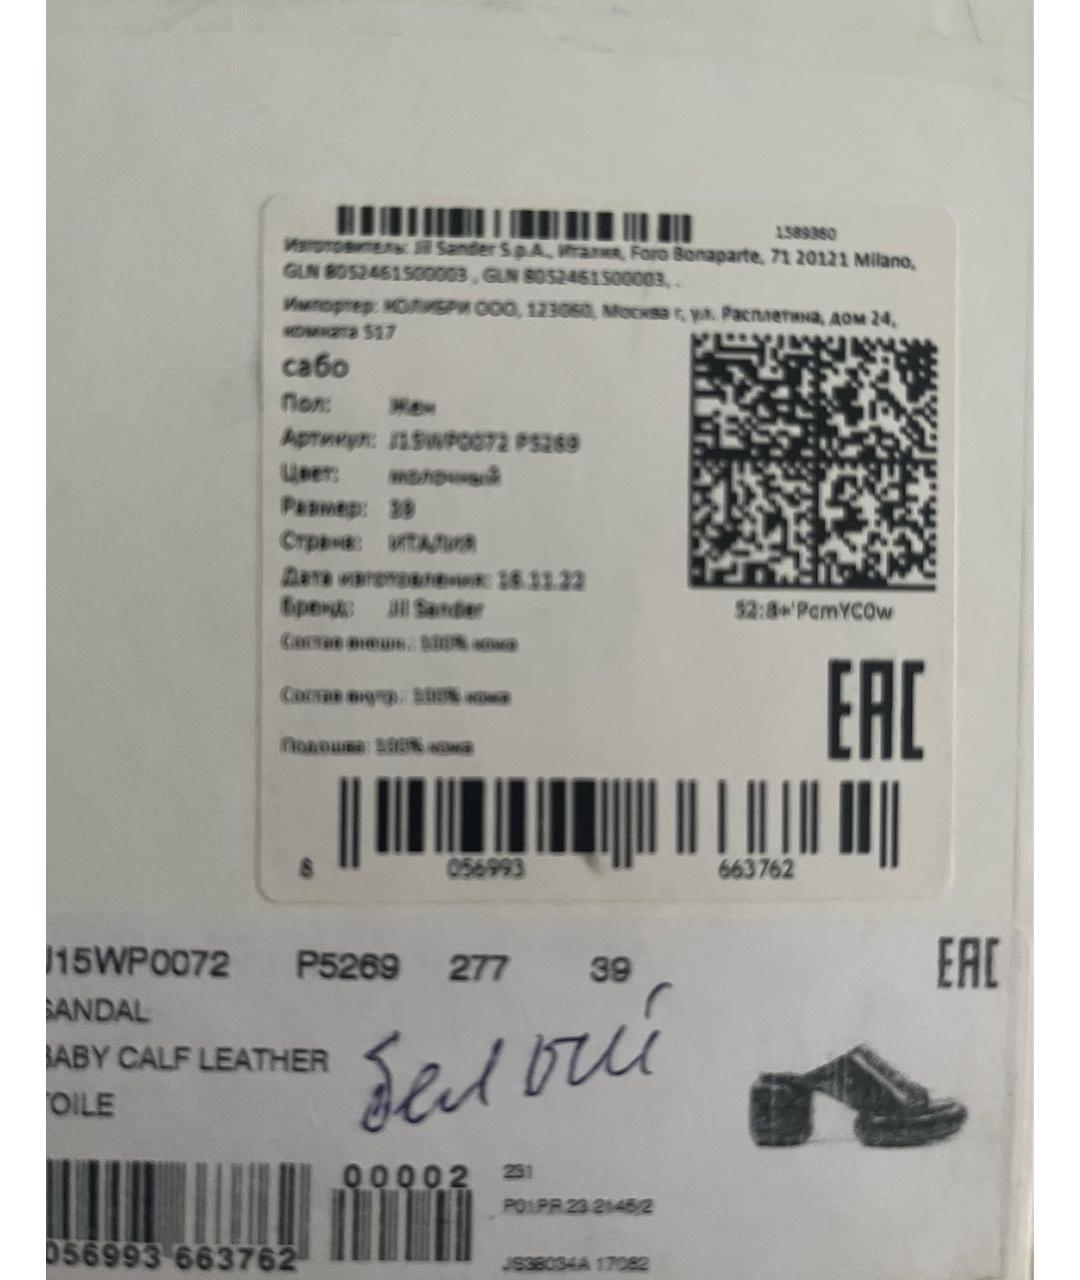 1589360
Изготовитель: Jil Sander S.p.A., Италия, Foro Bonaparte, 71 20121 Milano,
GLN 8052461500003 , GLN 8052461500003, .
Импортер: КОЛИБРИ ООО, 123060, Москва г, ул. Расплетина, дом 24,
комната 517
сабо
Пол: Жен
Артикул: J15WP0072 P5269
Цвет: молочный
Размер: 39
Страна: ИТАЛИЯ
Дата изготовления: 16.11.22
Бренд: Jil Sander
Состав внешн.: 100% кожа
Состав внутр.: 100% кожа
Подошва: 100% кожа
52:8+'PcmYC0w
EAC
8 056993 663762
J15WP0072 P5269 277 39
EAC
SANDAL
BABY CALF LEATHER
TOILE
белый
00002
231
P01PR 23 2145/2
056993 663762
JS38034A 17082